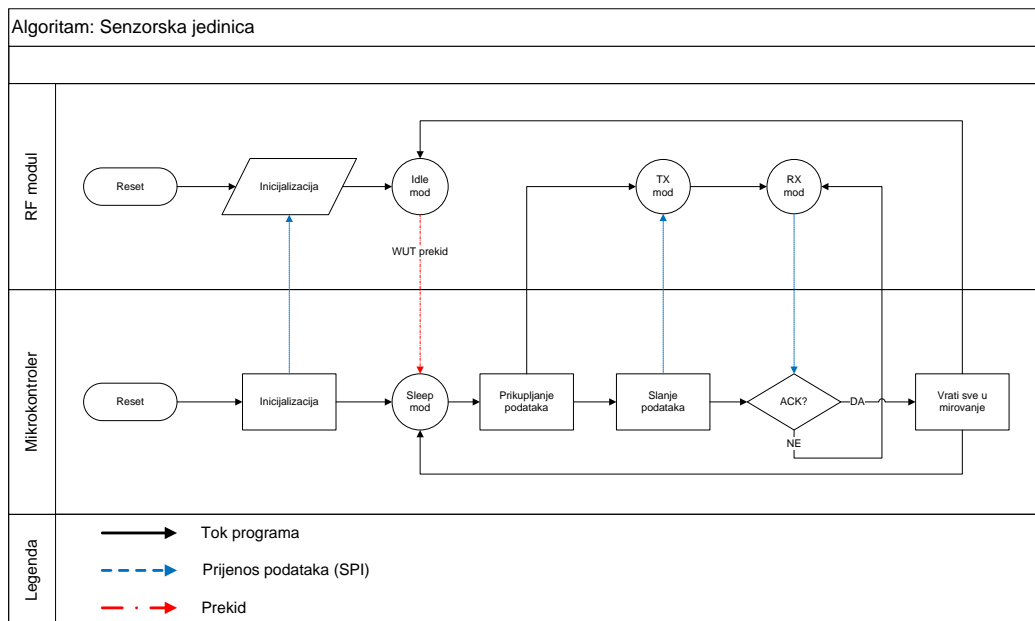 Algoritam: Senzorska jedinica
RF modul
Reset
Inicijalizacija
Idle
mod
TX
mod
RX
mod
WUT prekid
Mikrokontroler
Reset
Inicijalizacija
Sleep
mod
Prikupljanje
podataka
Slanje
podataka
ACK?
DA
NE
Vrati sve u
mirovanje
Legenda
Tok programa
Prijenos podataka (SPI)
Prekid